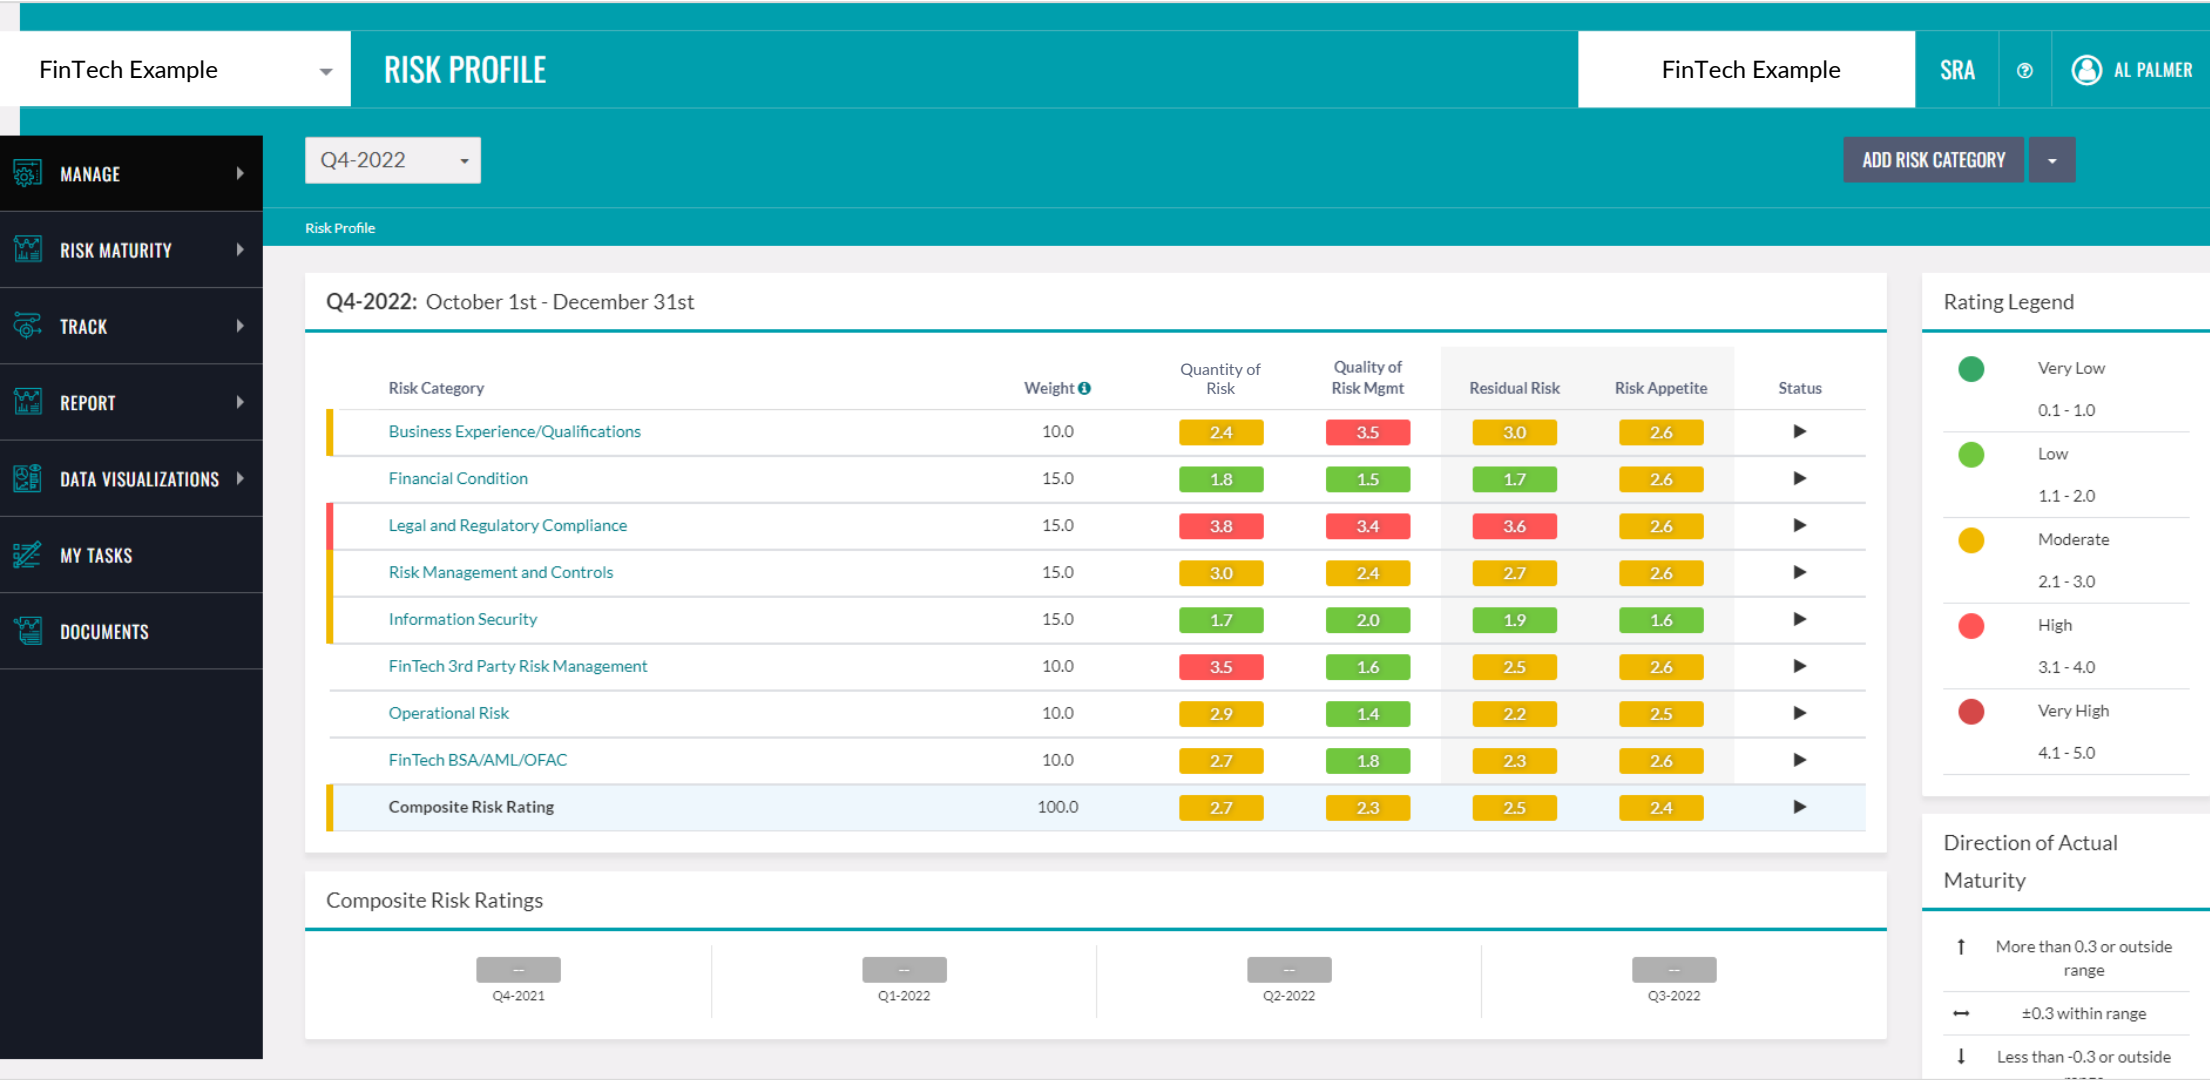 FinTech Example
RISK PROFILE
FinTech Example
SRA
AL PALMER
Q4-2022
ADD RISK CATEGORY
Risk Profile
MANAGE
RISK MATURITY
TRACK
REPORT
DATA VISUALIZATIONS
MY TASKS
DOCUMENTS
Q4-2022: October 1st - December 31st
Risk Category Weight Quantity of Risk Quality of Risk Mgmt Residual Risk Risk Appetite Status
Business Experience/Qualifications 10.0 2.4 3.5 3.0 2.6
Financial Condition 15.0 1.8 1.5 1.7 2.6
Legal and Regulatory Compliance 15.0 3.8 3.4 3.6 2.6
Risk Management and Controls 15.0 3.0 2.4 2.7 2.6
Information Security 15.0 1.7 2.0 1.9 1.6
FinTech 3rd Party Risk Management 10.0 3.5 1.6 2.5 2.6
Operational Risk 10.0 2.9 1.4 2.2 2.5
FinTech BSA/AML/OFAC 10.0 2.7 1.8 2.3 2.6
Composite Risk Rating 100.0 2.7 2.3 2.5 2.4
Composite Risk Ratings
-- -- -- --
Q4-2021 Q1-2022 Q2-2022 Q3-2022
Rating Legend
Very Low
0.1 - 1.0
Low
1.1 - 2.0
Moderate
2.1 - 3.0
High
3.1 - 4.0
Very High
4.1 - 5.0
Direction of Actual
Maturity
More than 0.3 or outside
range
±0.3 within range
Less than -0.3 or outside